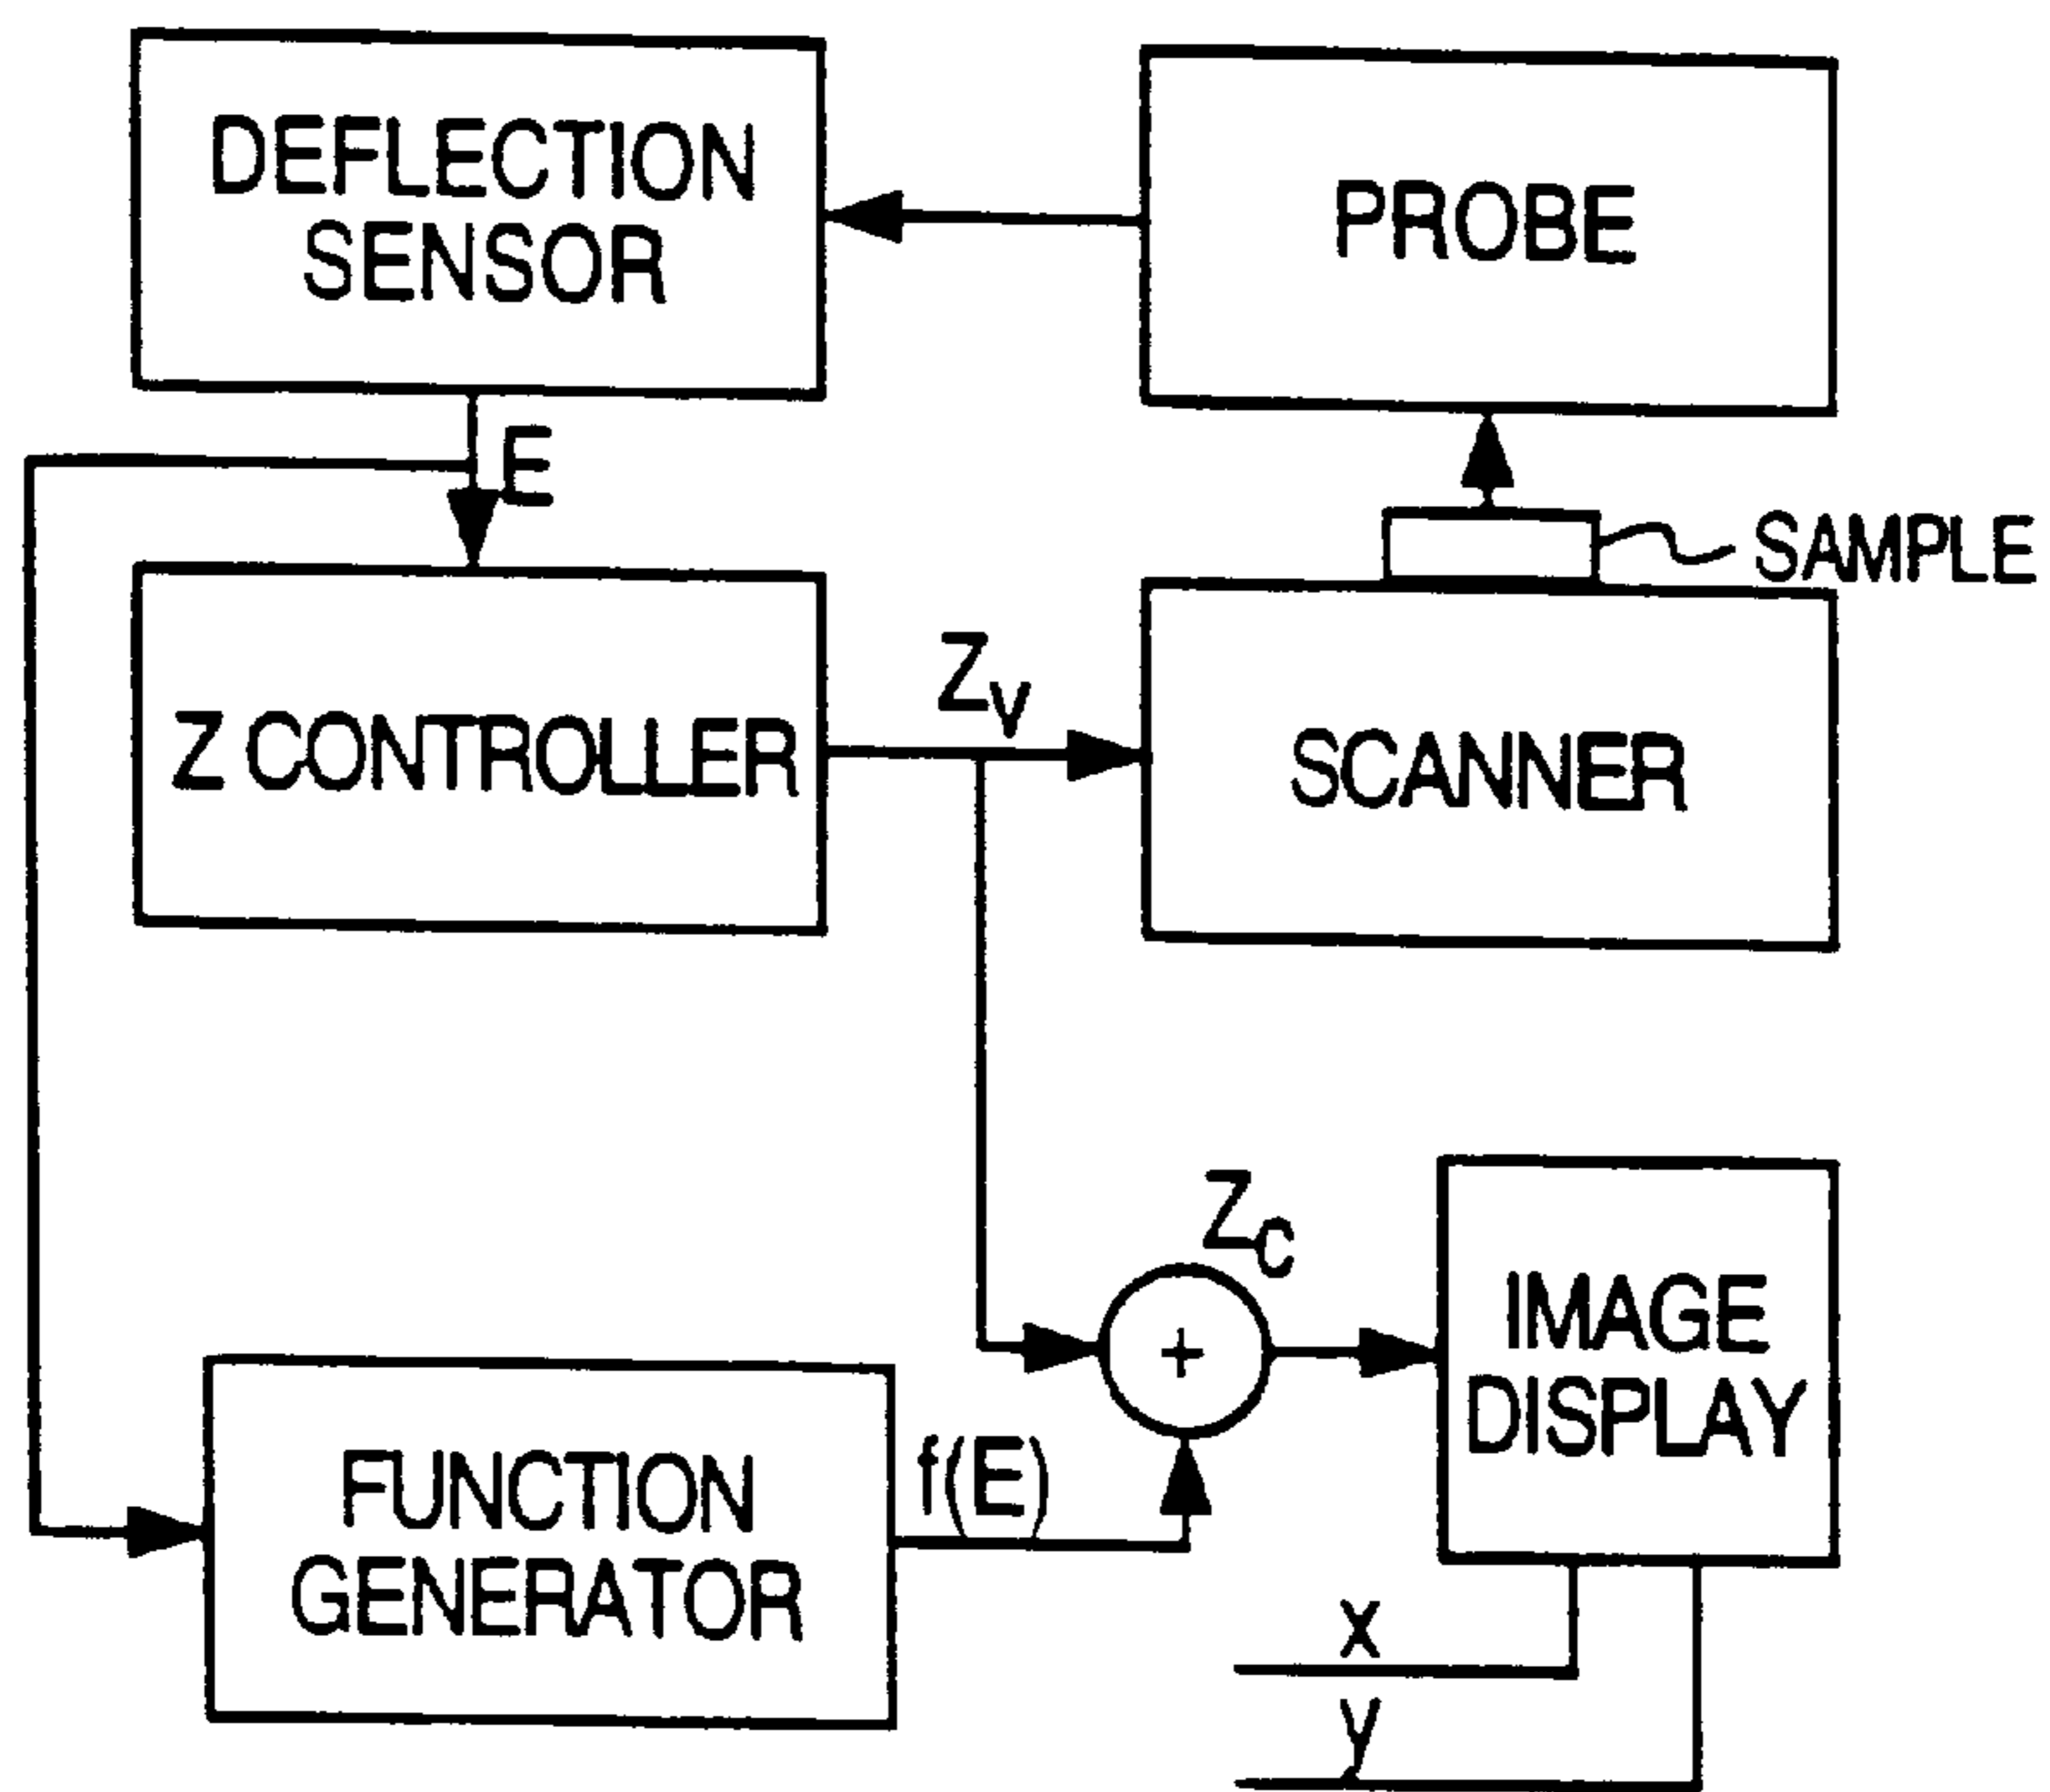 DEFLECTION
SENSOR
PROBE
E
SAMPLE
Z CONTROLLER
Zv
SCANNER
Zc
+
IMAGE
DISPLAY
FUNCTION
GENERATOR
f(E)
x
y